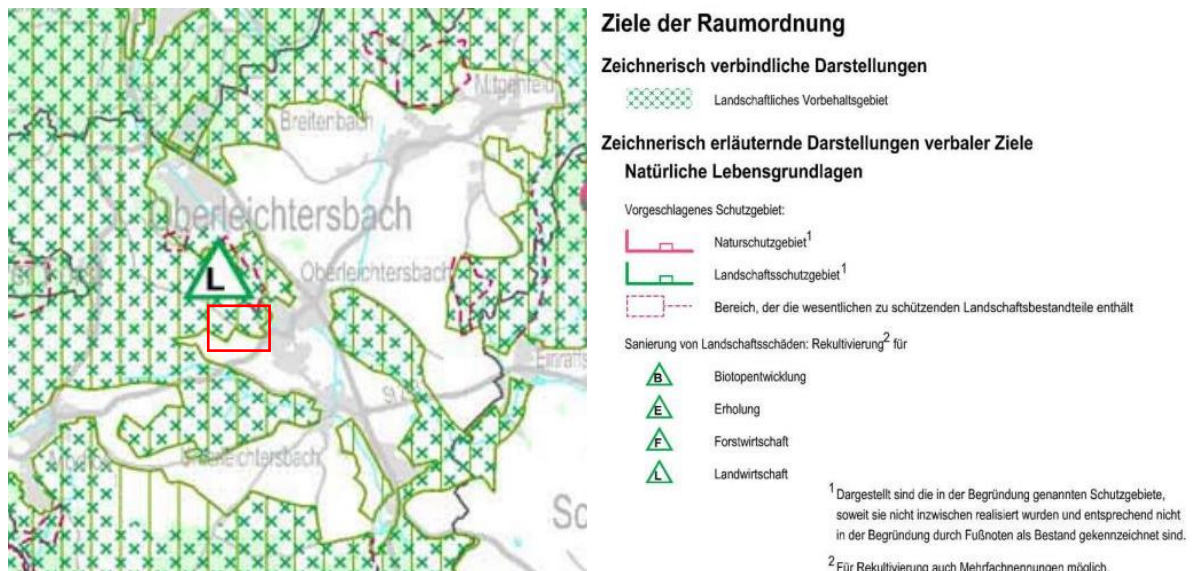 Mitgenfeld
Breitenbach
Oberleichtersbach
L
Oberleichtersbach
Modlos
Unterleichtersbach
Ziele der Raumordnung
Zeichnerisch verbindliche Darstellungen
Landschaftliches Vorbehaltsgebiet
Zeichnerisch erläuternde Darstellungen verbaler Ziele
Natürliche Lebensgrundlagen
Vorgeschlagenes Schutzgebiet:
Naturschutzgebiet1
Landschaftsschutzgebiet1
Bereich, der die wesentlichen zu schützenden Landschaftsbestandteile enthält
Sanierung von Landschaftsschäden: Rekultivierung2 für
B Biotopentwicklung
E Erholung
F Forstwirtschaft
L Landwirtschaft
1 Dargestellt sind die in der Begründung genannten Schutzgebiete,
soweit sie nicht inzwischen realisiert wurden und entsprechend nicht
in der Begründung durch Fußnoten als Bestand gekennzeichnet sind.
2 Für Rekultivierung auch Mehrfachnennungen möglich.